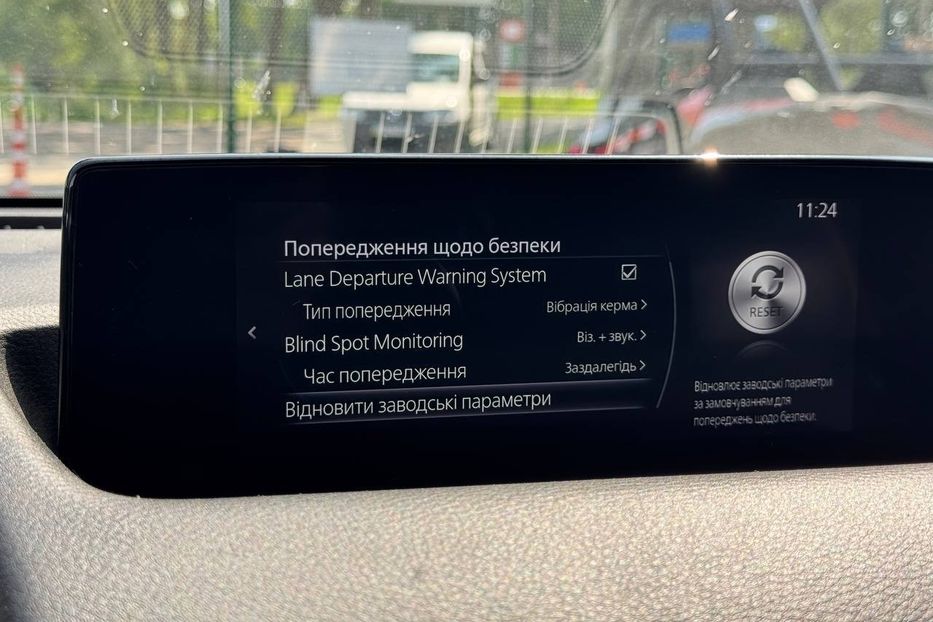 11:24
Попередження щодо безпеки
Lane Departure Warning System
Тип попередження Вібрація керма
Blind Spot Monitoring Віз. + звук.
Час попередження Заздалегідь
Відновити заводські параметри
RESET
Відновлює заводські параметри
за замовчуванням для
попереджень щодо безпеки.